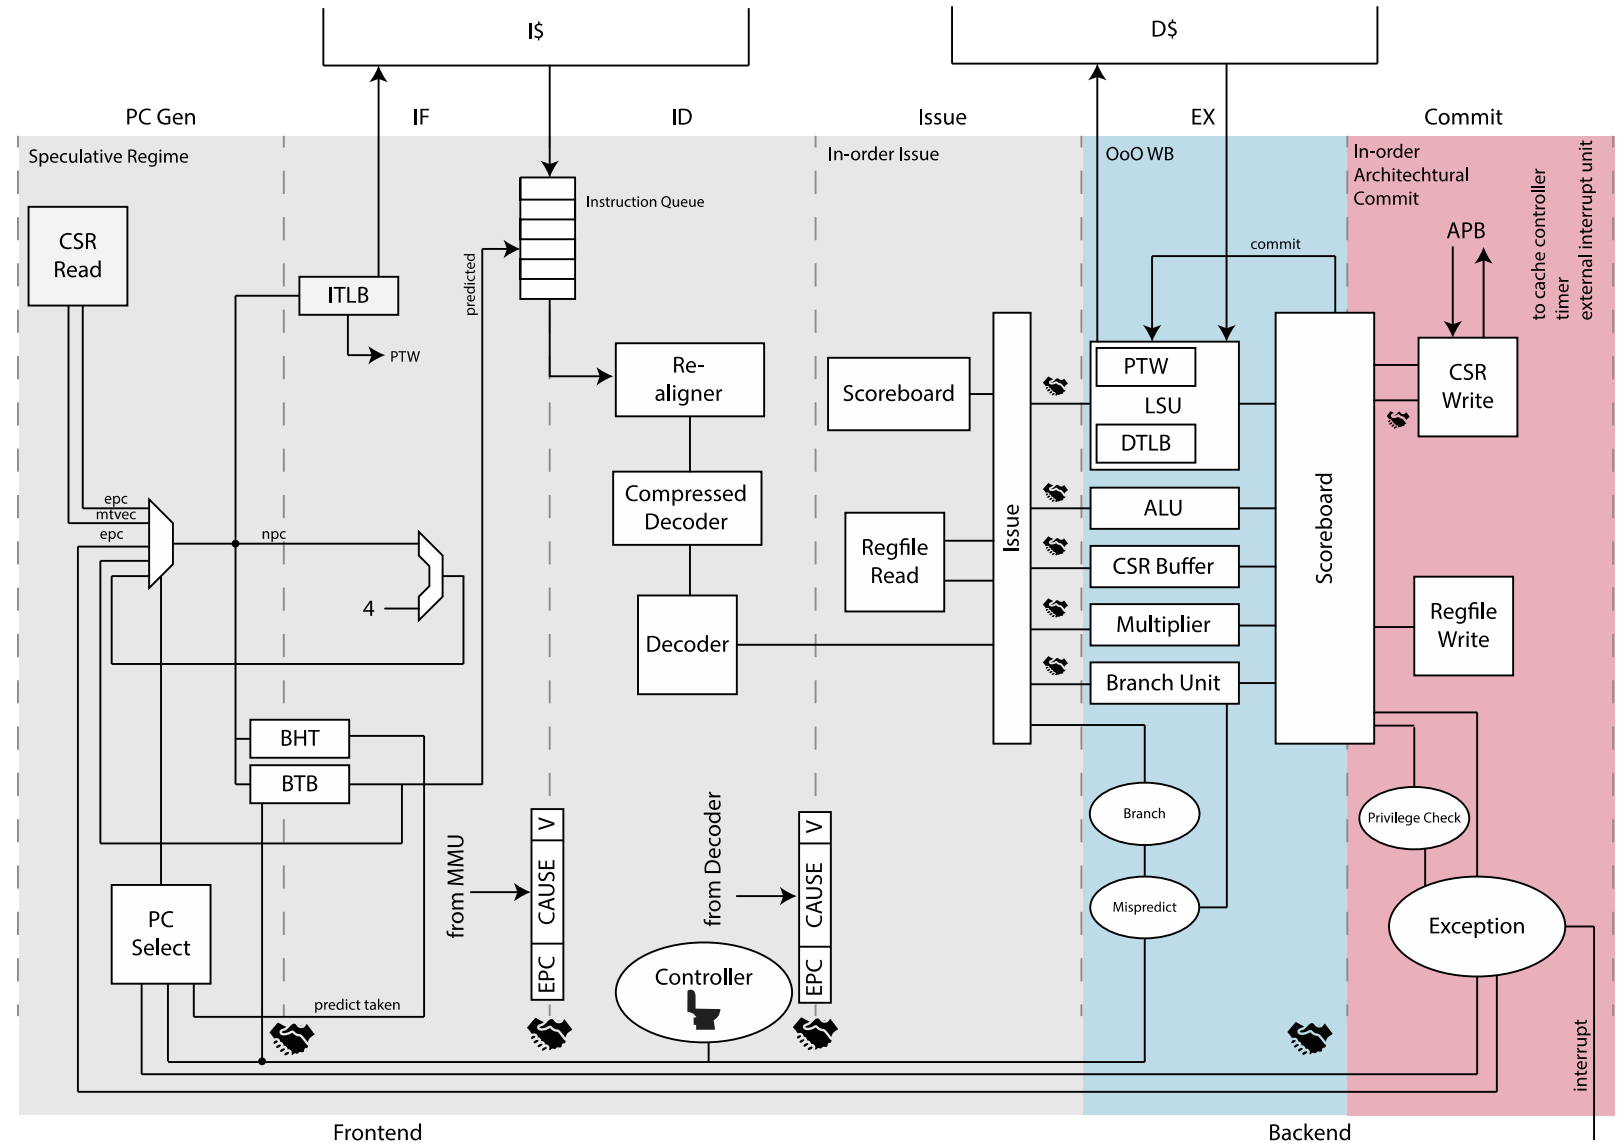 I$
D$
PC Gen
IF
ID
Issue
EX
Commit
Speculative Regime
In-order Issue
OoO WB
In-order
Architechtural
Commit
to cache controller
timer
external interrupt unit
CSR
Read
Instruction Queue
predicted
ITLB
PTW
commit
APB
Re-
aligner
Scoreboard
PTW
LSU
DTLB
CSR
Write
Compressed
Decoder
epc
mtvec
epc
npc
4
Regfile
Read
Issue
ALU
CSR Buffer
Multiplier
Branch Unit
Scoreboard
Regfile
Write
Decoder
BHT
BTB
from MMU
V
CAUSE
EPC
from Decoder
V
CAUSE
EPC
Branch
Mispredict
Privilege Check
Exception
PC
Select
Controller
predict taken
interrupt
Frontend
Backend